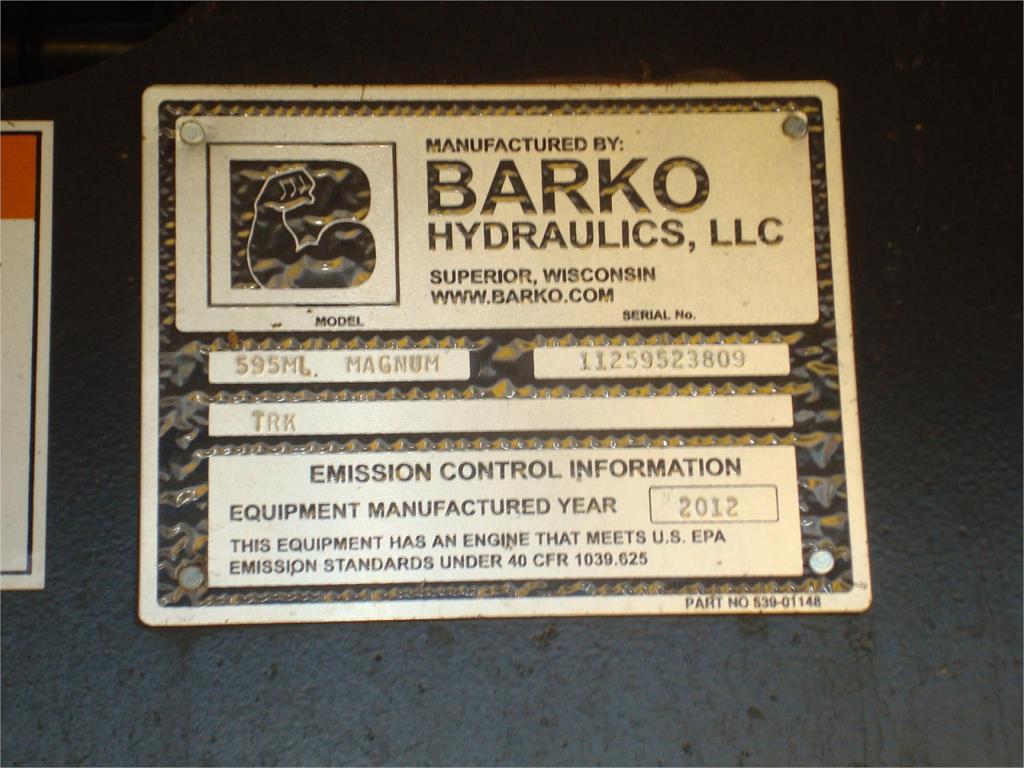 MANUFACTURED BY:
BARKO
HYDRAULICS, LLC
SUPERIOR, WISCONSIN
WWW.BARKO.COM
MODEL SERIAL No.
595ML MAGNUM 11259523809
TRK
EMISSION CONTROL INFORMATION
EQUIPMENT MANUFACTURED YEAR 2012
THIS EQUIPMENT HAS AN ENGINE THAT MEETS U.S. EPA
EMISSION STANDARDS UNDER 40 CFR 1039.625
PART NO 539-01148